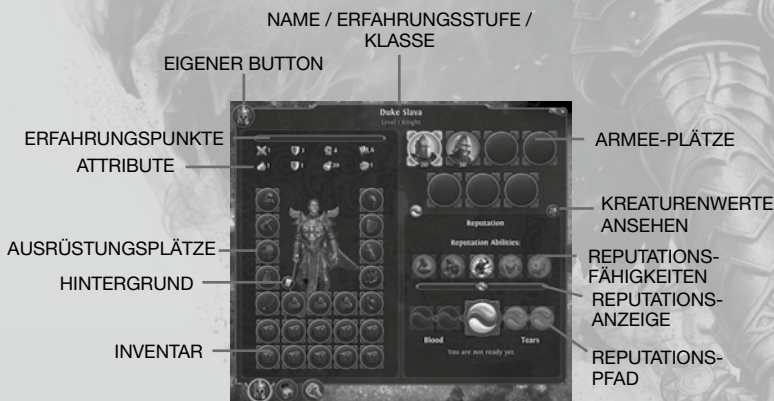 NAME / ERFAHRUNGSSTUFE /
KLASSE
EIGENER BUTTON
Duke Slava
Level 1 Knight
ERFAHRUNGSPUNKTE
ATTRIBUTE
ARMEE-PLÄTZE
KREATURENWERTE
ANSEHEN
Reputation
Reputation Abilities:
AUSRÜSTUNGSPLÄTZE
HINTERGRUND
REPUTATIONS-
FÄHIGKEITEN
REPUTATIONS-
ANZEIGE
INVENTAR
Blood
Tears
You are not ready yet.
REPUTATIONS-
PFAD